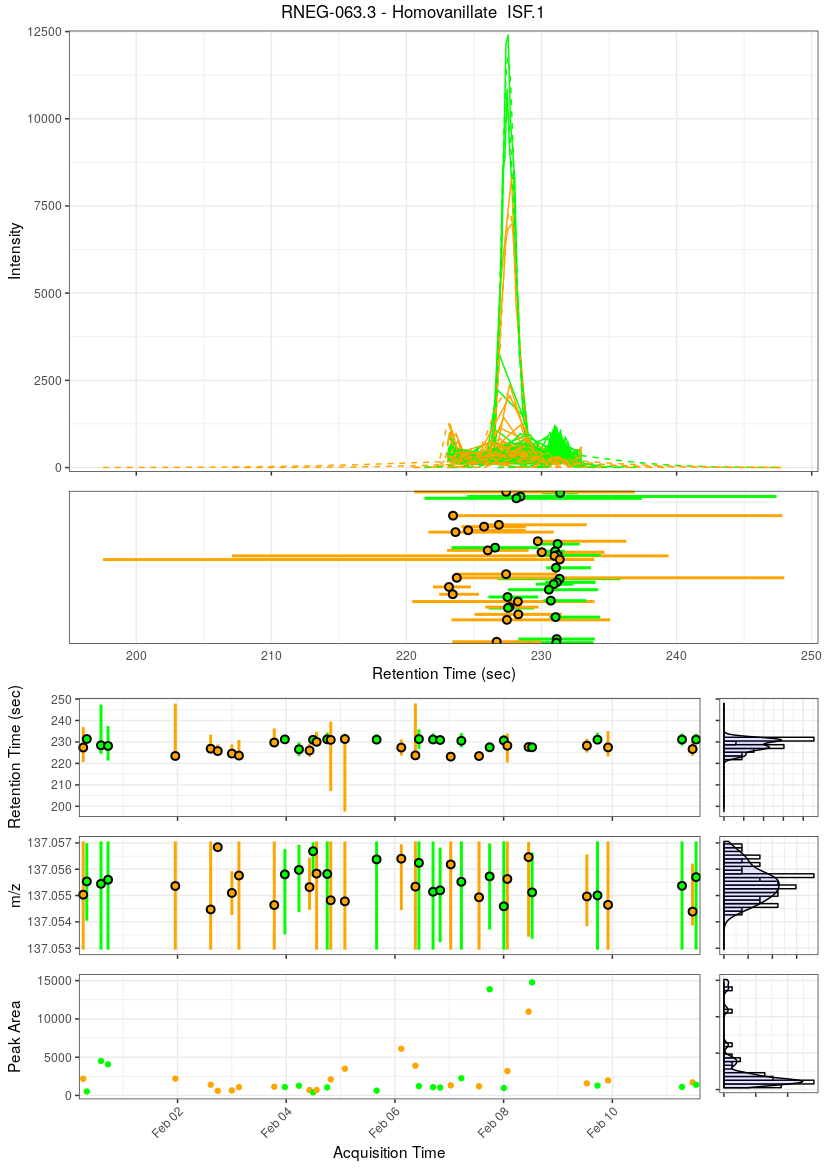 RNEG-063.3 - Homovanillate  ISF.1
12500
10000
7500
5000
2500
0
Intensity
200
210
220
230
240
250
Retention Time (sec)
250
240
230
220
210
200
Retention Time (sec)
137.057
137.056
137.055
137.054
137.053
m/z
15000
10000
5000
0
Peak Area
Feb 02
Feb 04
Feb 06
Feb 08
Feb 10
Acquisition Time